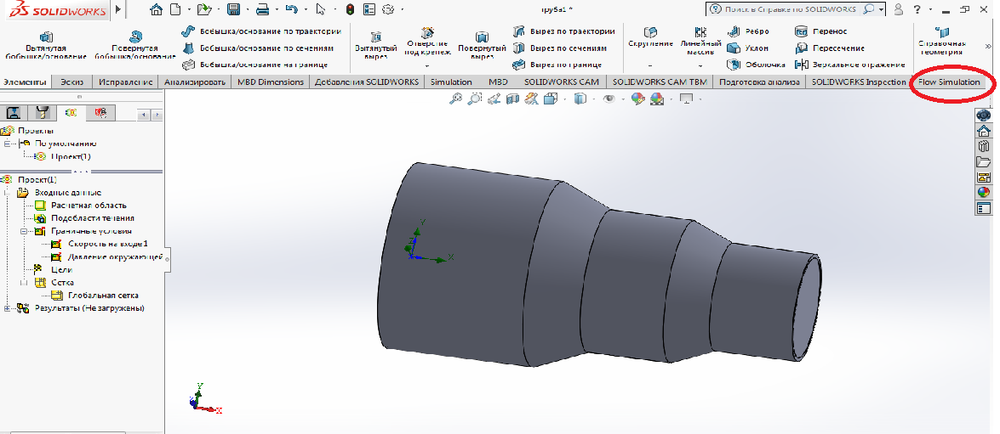 SOLIDWORKS
труба1 *
Поиск в Справке по SOLIDWORKS
Вытянутая бобышка/основание
Повернутая бобышка/основание
Бобышка/основание по траектории
Бобышка/основание по сечениям
Бобышка/основание на границе
Вытянутый вырез
Отверстие под крепеж
Повернутый вырез
Вырез по траектории
Вырез по сечениям
Вырез по границе
Скругление
Линейный массив
Ребро
Уклон
Оболочка
Перенос
Пересечение
Зеркальное отражение
Справочная геометрия
Элементы Эскиз Исправление Анализировать MBD Dimensions Добавления SOLIDWORKS Simulation MBD SOLIDWORKS CAM SOLIDWORKS CAM TBM Подготовка анализа SOLIDWORKS Inspection Flow Simulation
Проекты
По умолчанию
Проект(1)
Проект(1)
Входные данные
Расчетная область
Подобласти течения
Граничные условия
Скорость на входе 1
Давление окружающей
Цели
Сетка
Глобальная сетка
Результаты (Не загружены)
Y
Z
X
Y
Z
X